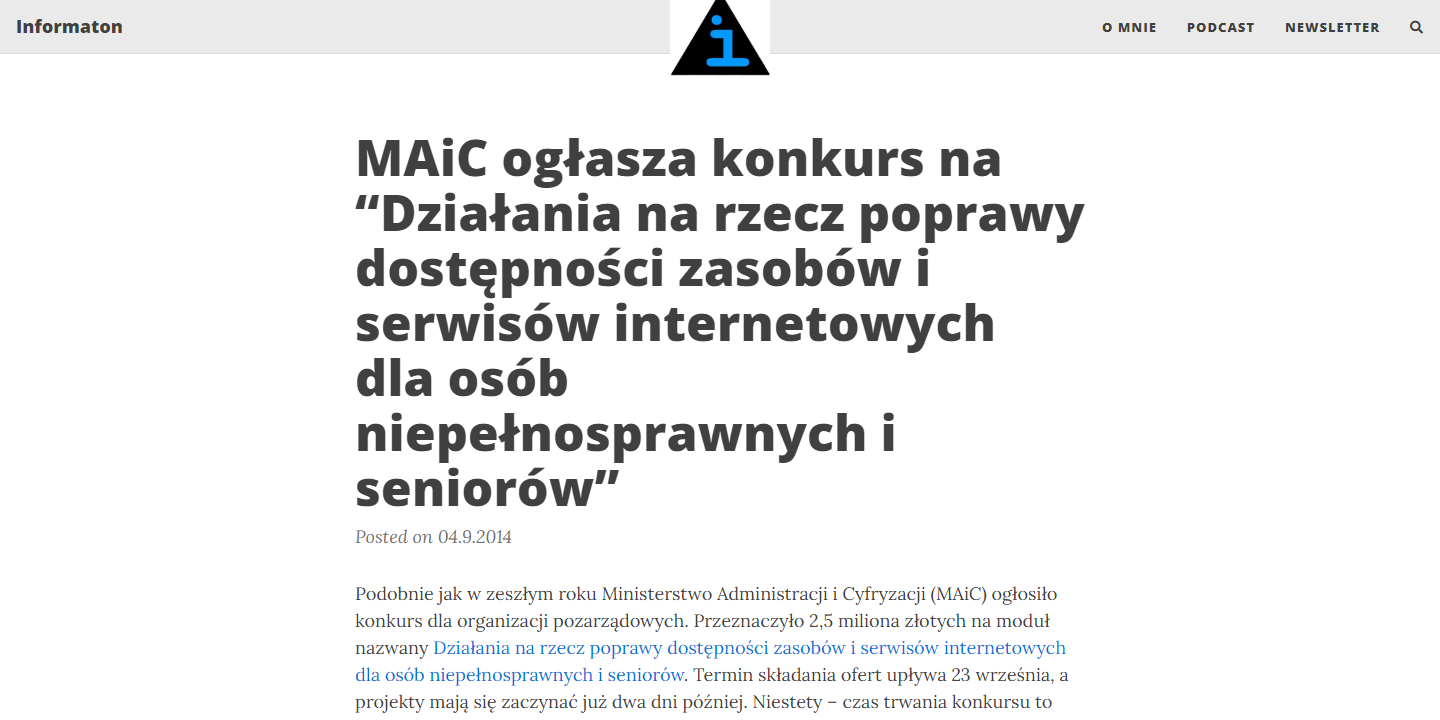 Informaton
i
O MNIE
PODCAST
NEWSLETTER
MAiC ogłasza konkurs na
“Działania na rzecz poprawy
dostępności zasobów i
serwisów internetowych
dla osób
niepełnosprawnych i
seniorów”
Posted on 04.9.2014
Podobnie jak w zeszłym roku Ministerstwo Administracji i Cyfryzacji (MAiC) ogłosiło
konkurs dla organizacji pozarządowych. Przeznaczyło 2,5 miliona złotych na moduł
nazwany Działania na rzecz poprawy dostępności zasobów i serwisów internetowych
dla osób niepełnosprawnych i seniorów. Termin składania ofert upływa 23 września, a
projekty mają się zaczynać już dwa dni później. Niestety – czas trwania konkursu to